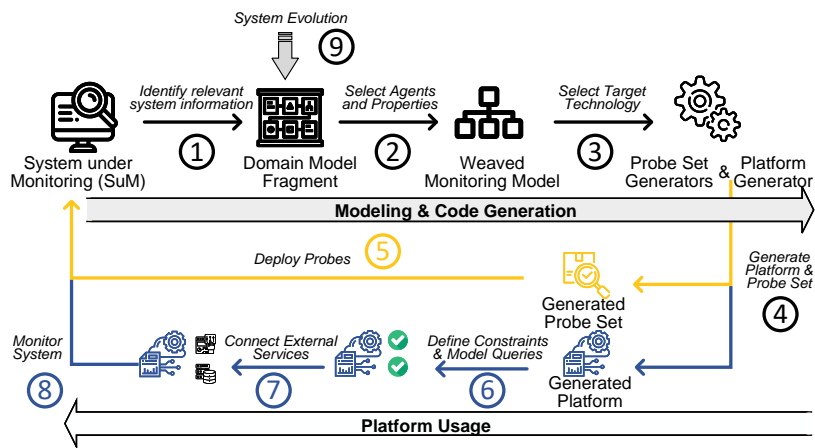 System Evolution
9
Identify relevant
system information
Select Agents
and Properties
Select Target
Technology
1
2
3
System under
Monitoring (SuM)
Domain Model
Fragment
Weaved
Monitoring Model
Probe Set
Generators
&
Platform
Generator
Modeling & Code Generation
5
Deploy Probes
Generate
Platform &
Probe Set
4
Generated
Probe Set
Monitor
System
8
Connect External
Services
7
Define Constraints
& Model Queries
6
Generated
Platform
Platform Usage